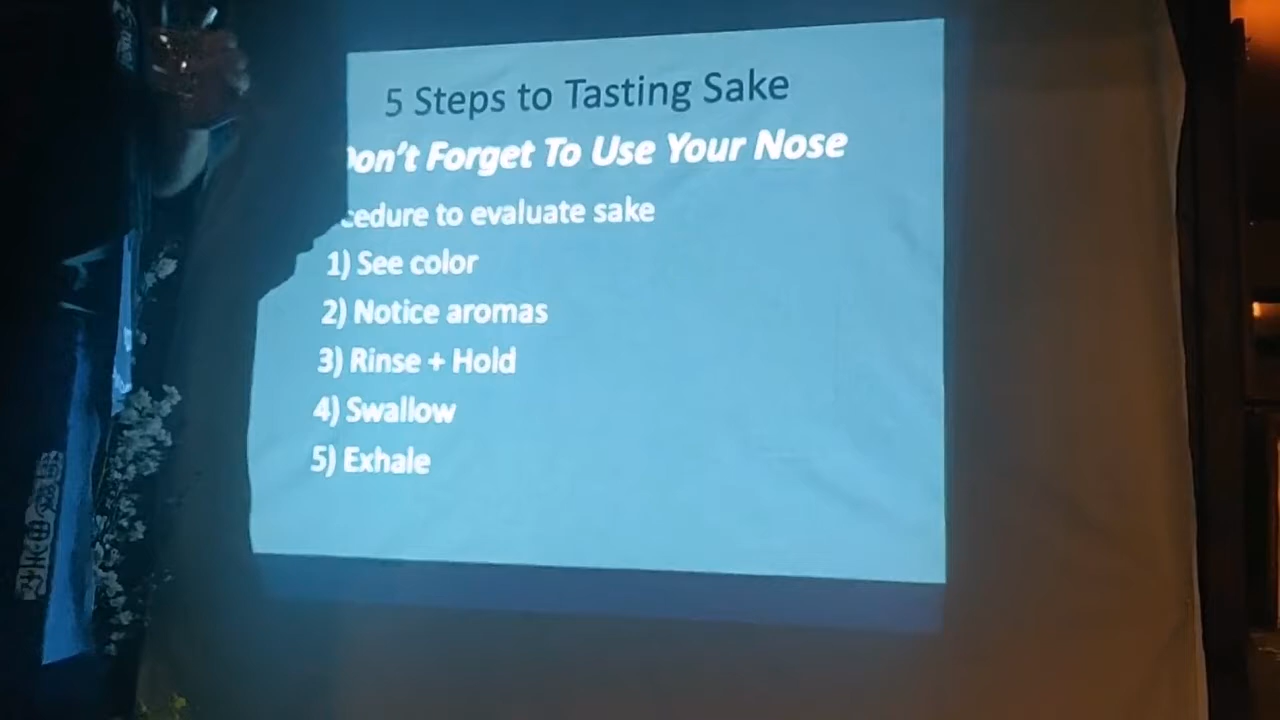 5 Steps to Tasting Sake
Don't Forget To Use Your Nose
cedure to evaluate sake
1) See color
2) Notice aromas
3) Rinse + Hold
4) Swallow
5) Exhale